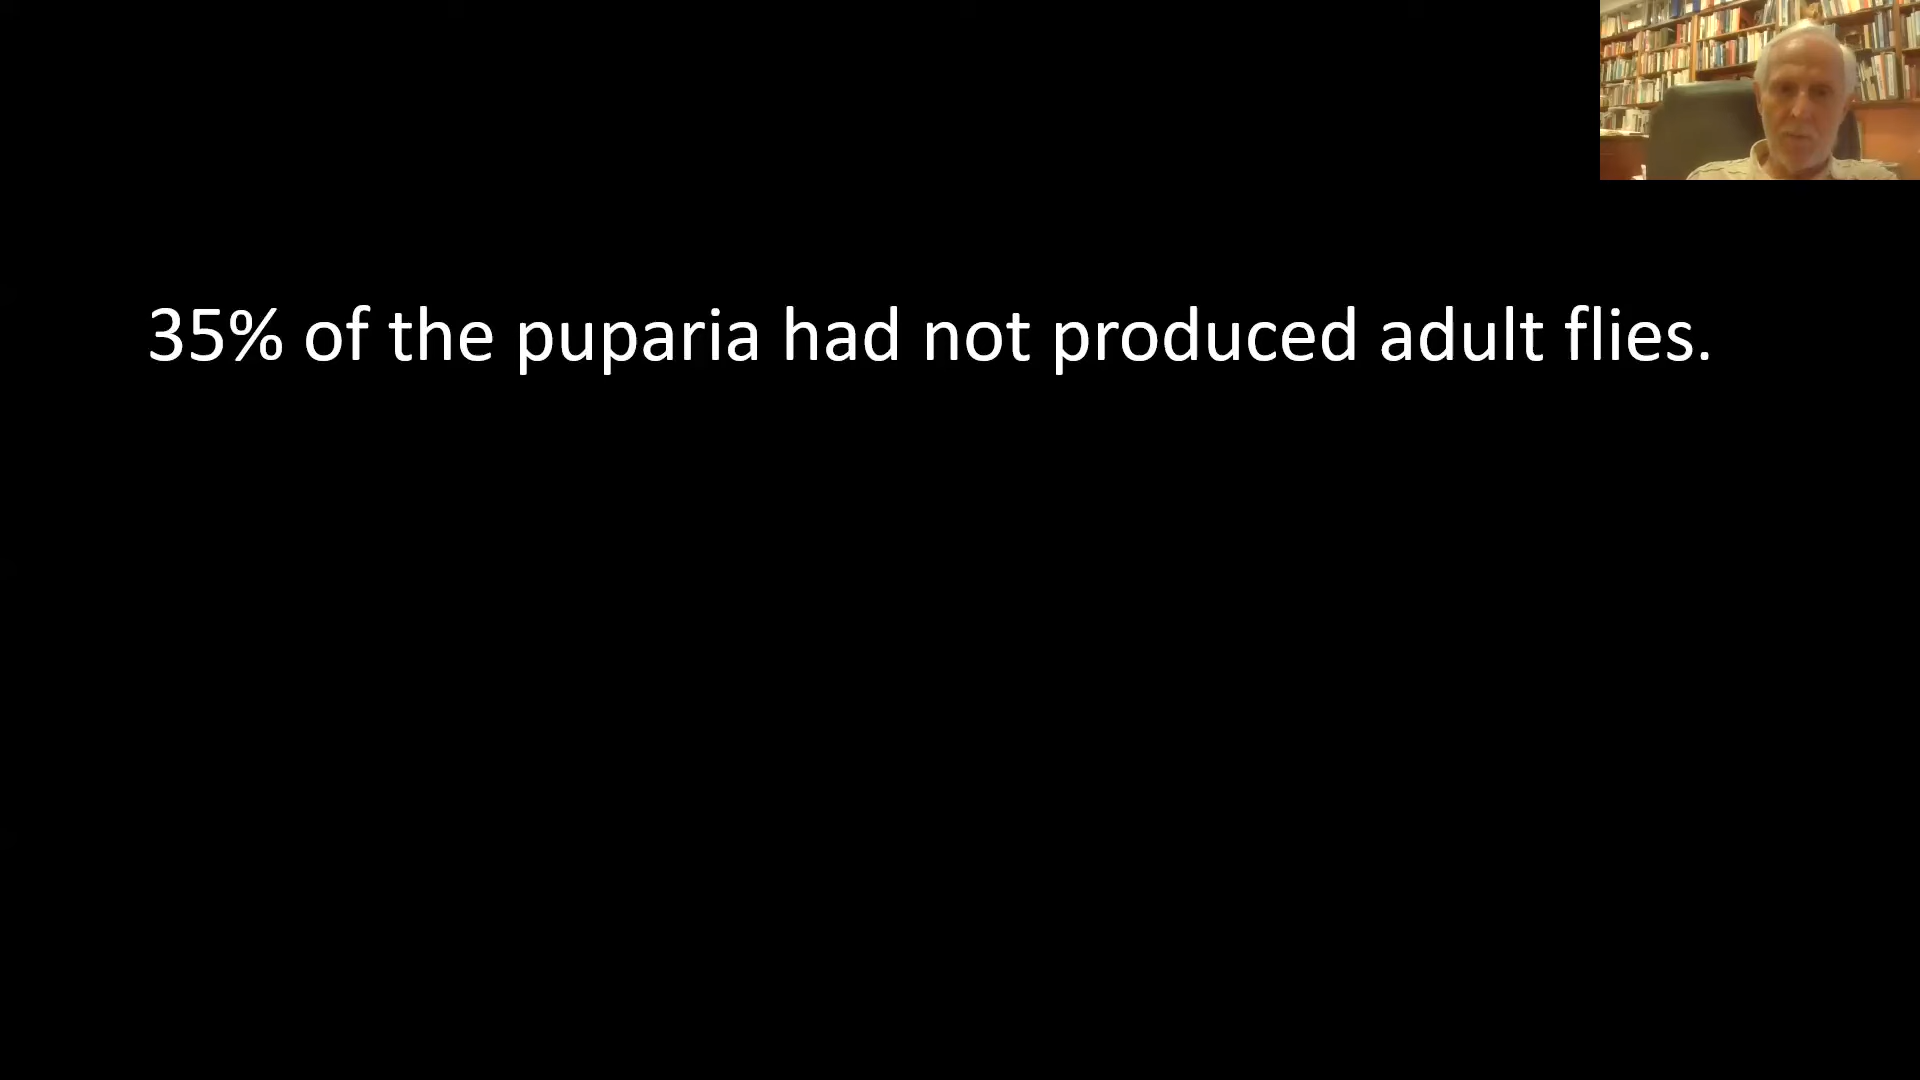 35% of the puparia had not produced adult flies.